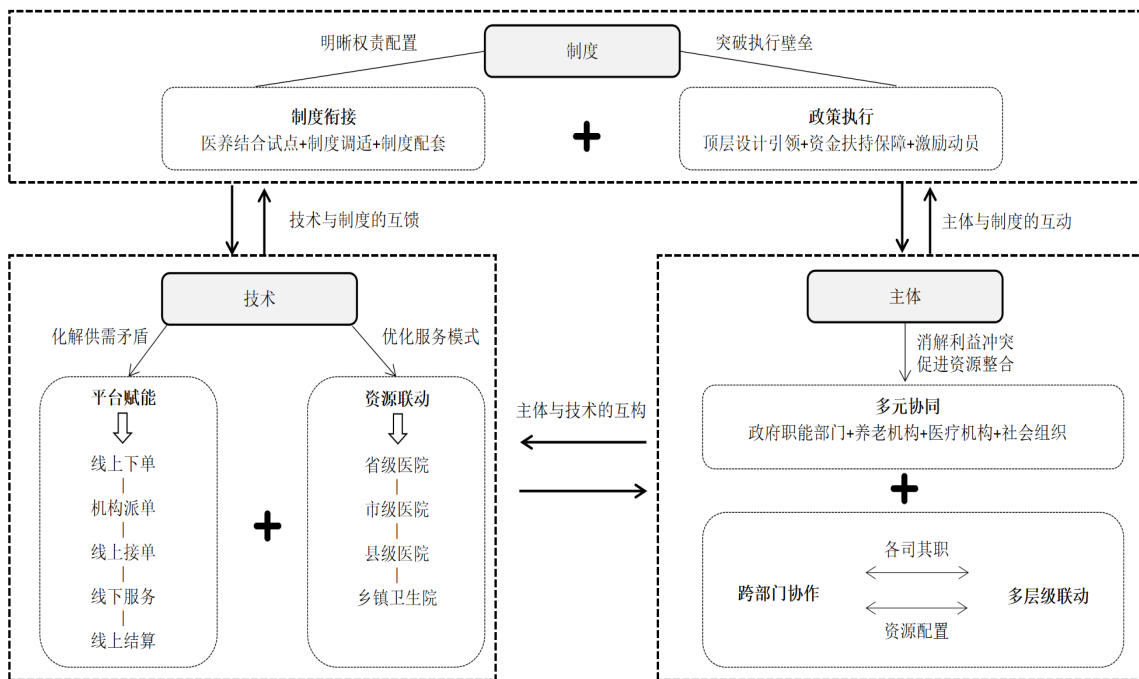 制度
明晰权责配置
突破执行壁垒
制度衔接
医养结合试点+制度调适+制度配套
政策执行
顶层设计引领+资金扶持保障+激励动员
技术与制度的互馈
主体与制度的互动
技术
化解供需矛盾
优化服务模式
平台赋能
线上下单
机构派单
线上接单
线下服务
线上结算
资源联动
省级医院
市级医院
县级医院
乡镇卫生院
主体与技术的互构
主体
消解利益冲突
促进资源整合
多元协同
政府职能部门+养老机构+医疗机构+社会组织
各司其职
跨部门协作
多层级联动
资源配置